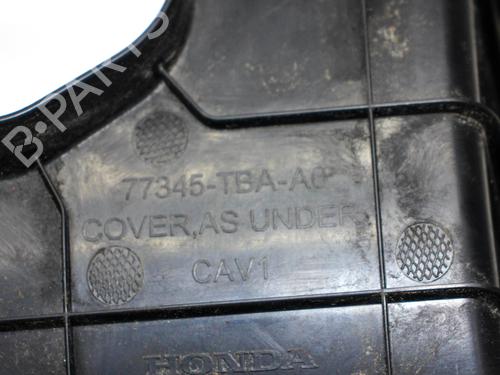 B-PARTS
77345-TBA-A0
COVER,AS UNDER
CAV1
HONDA